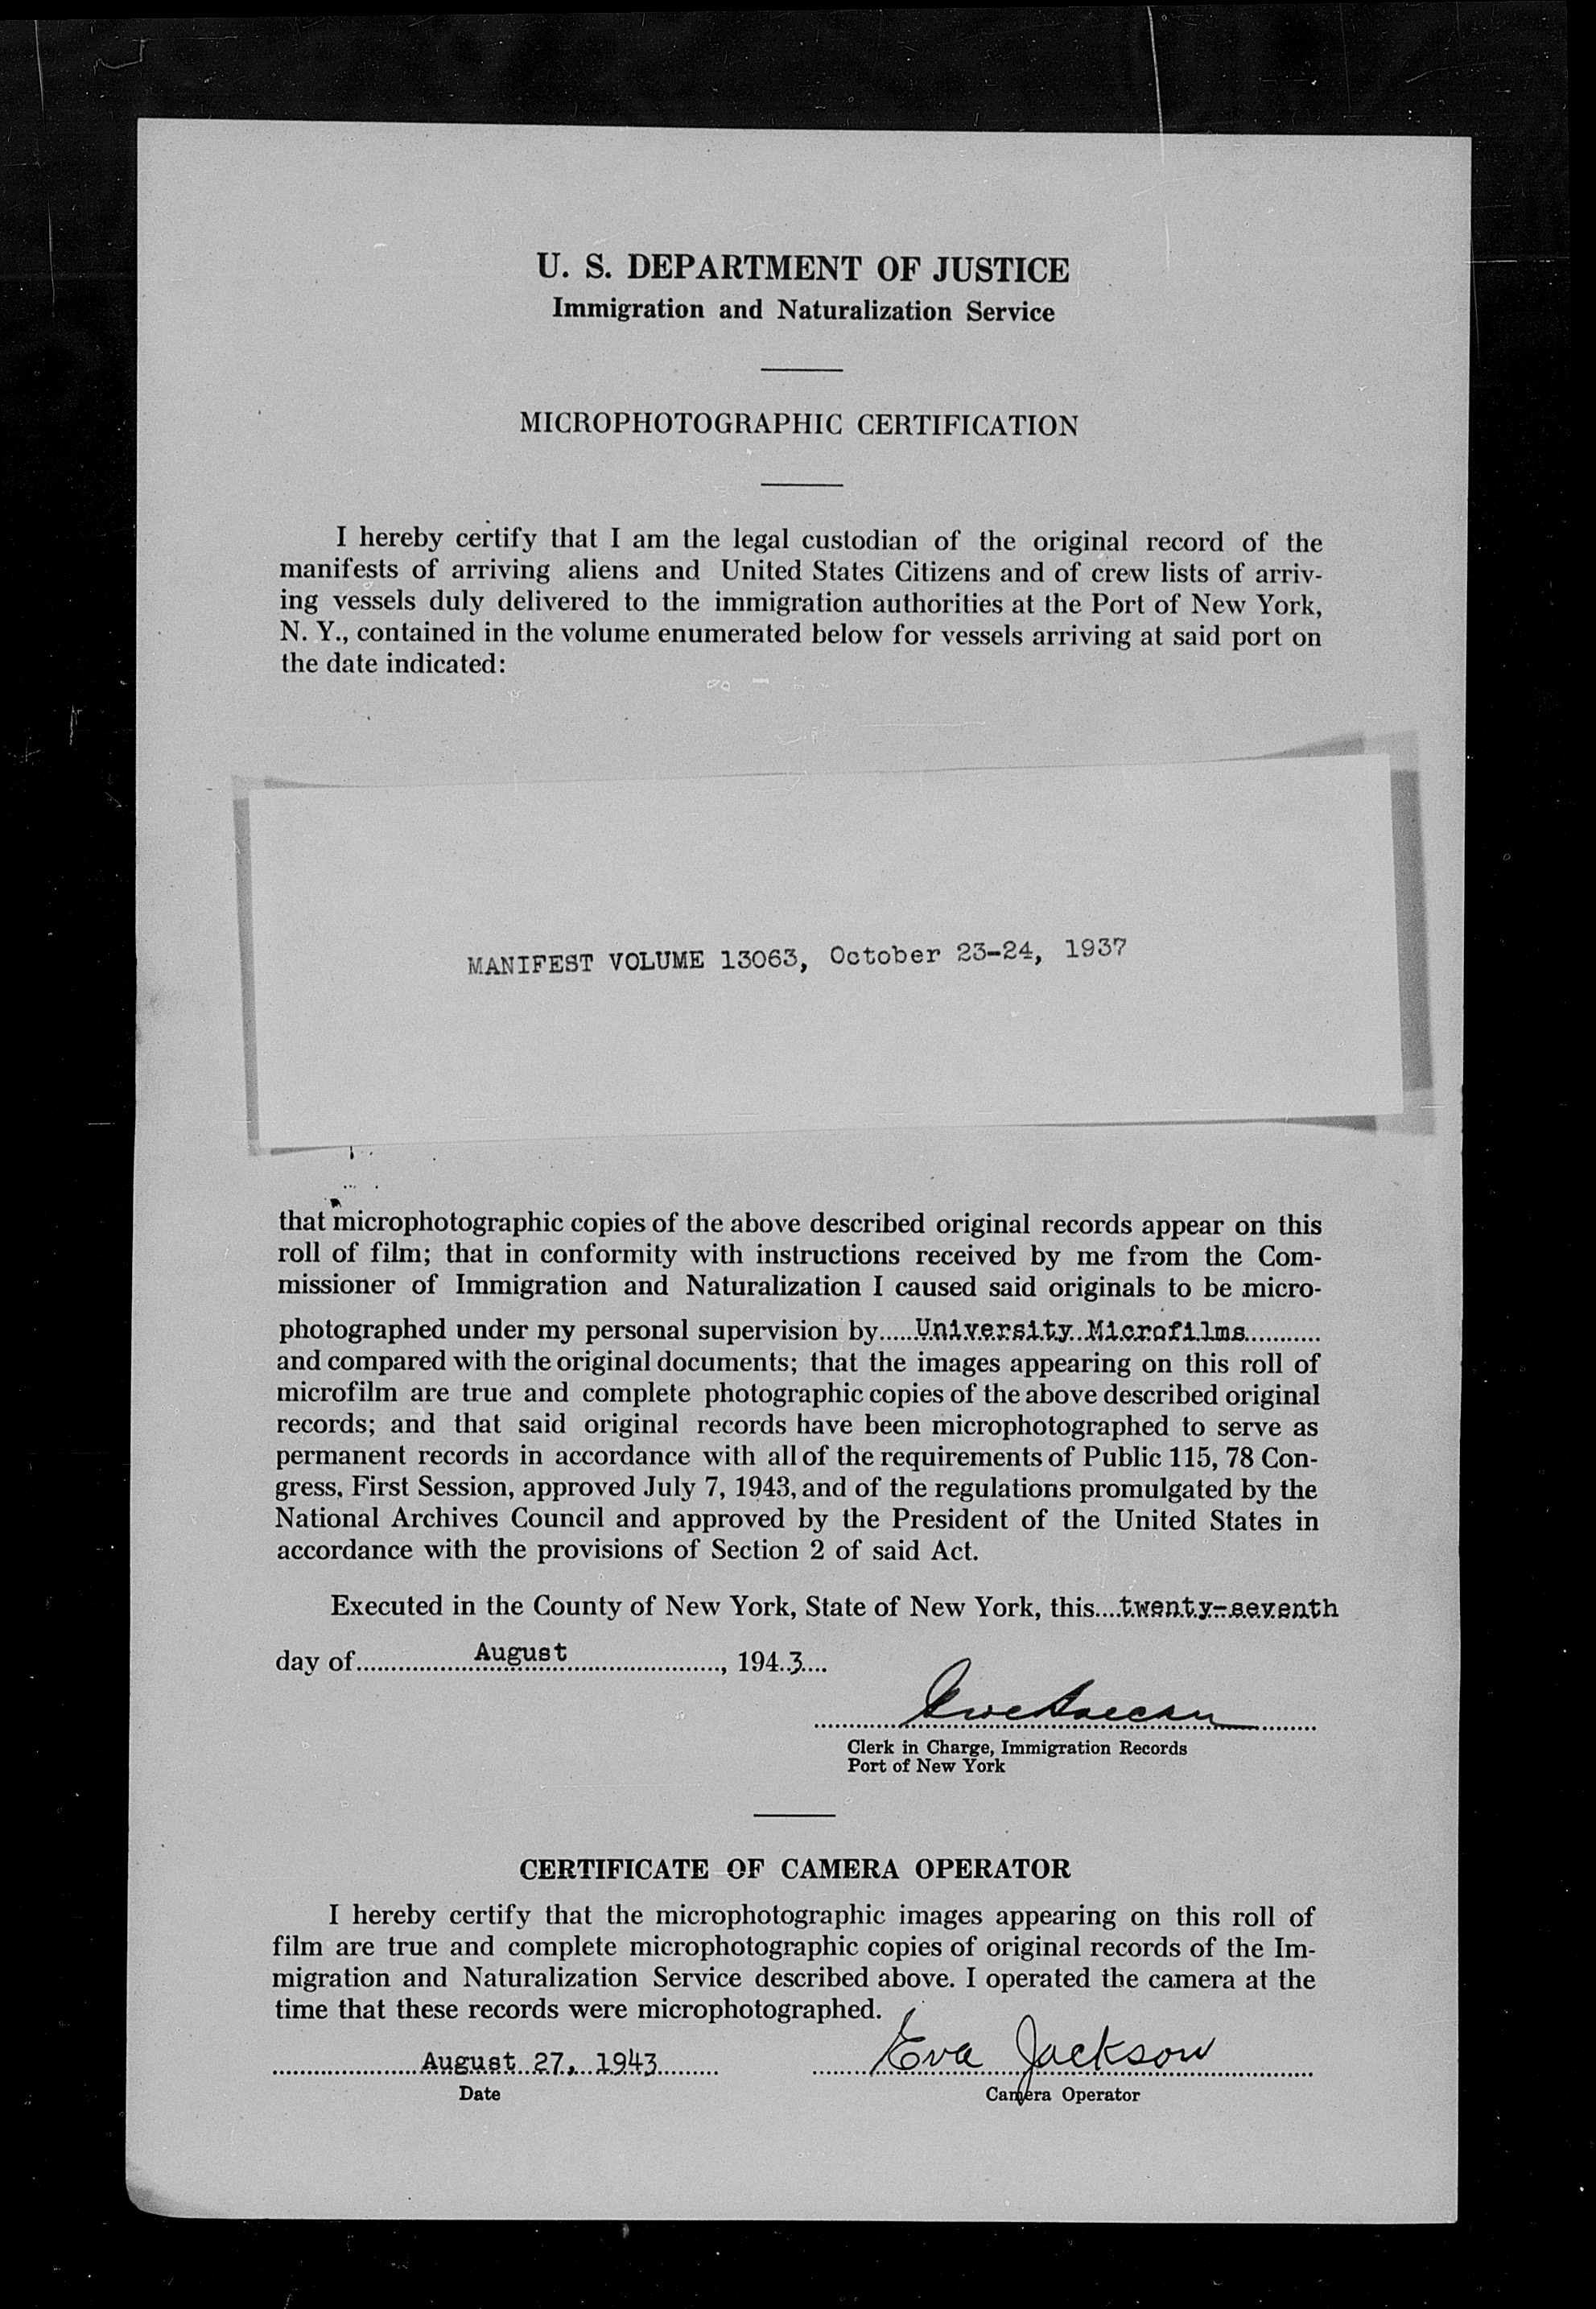 U. S. DEPARTMENT OF JUSTICE
Immigration and Naturalization Service
MICROPHOTOGRAPHIC CERTIFICATION
I hereby certify that I am the legal custodian of the original record of the
manifests of arriving aliens and United States Citizens and of crew lists of arriv-
ing vessels duly delivered to the immigration authorities at the Port of New York,
N. Y., contained in the volume enumerated below for vessels arriving at said port on
the date indicated:
MANIFEST VOLUME 13063, October 23-24, 1937
that microphotographic copies of the above described original records appear on this
roll of film; that in conformity with instructions received by me from the Com-
missioner of Immigration and Naturalization I caused said originals to be micro-
photographed under my personal supervision by.....University Microfilms...........
and compared with the original documents; that the images appearing on this roll of
microfilm are true and complete photographic copies of the above described original
records; and that said original records have been microphotographed to serve as
permanent records in accordance with all of the requirements of Public 115, 78 Con-
gress, First Session, approved July 7, 1943, and of the regulations promulgated by the
National Archives Council and approved by the President of the United States in
accordance with the provisions of Section 2 of said Act.
Executed in the County of New York, State of New York, this....twenty-seventh
day of................August......................, 194..3....
Clerk in Charge, Immigration Records
Port of New York
CERTIFICATE OF CAMERA OPERATOR
I hereby certify that the microphotographic images appearing on this roll of
film are true and complete microphotographic copies of original records of the Im-
migration and Naturalization Service described above. I operated the camera at the
time that these records were microphotographed.
August 27, 1943 Eva Jackson
Date Camera Operator